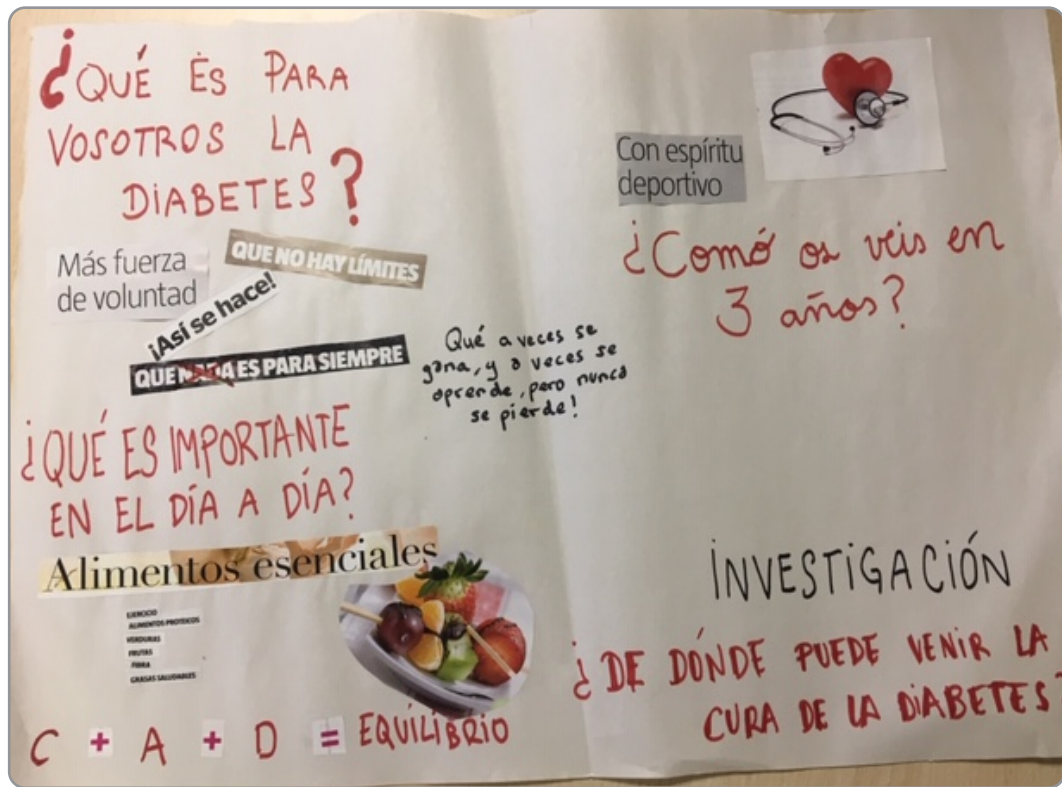 ¿QUÉ ES PARA
VOSOTROS LA
DIABETES?
Más fuerza
de voluntad
QUE NO HAY LÍMITES
¡Así se hace!
QUE NADA ES PARA SIEMPRE
Qué a veces se
gana, y a veces se
aprende, pero nunca
se pierde!
¿QUÉ ES IMPORTANTE
EN EL DÍA A DÍA?
Alimentos esenciales
EJERCICIO
ALIMENTOS PROTEICOS
VERDURAS
FRUTAS
FIBRA
GRASAS SALUDABLES
C + A + D = EQUILIBRIO
Con espíritu
deportivo
¿Comó os veis en
3 años?
INVESTIGACIÓN
¿DE DÓNDE PUEDE VENIR LA
CURA DE LA DIABETES?